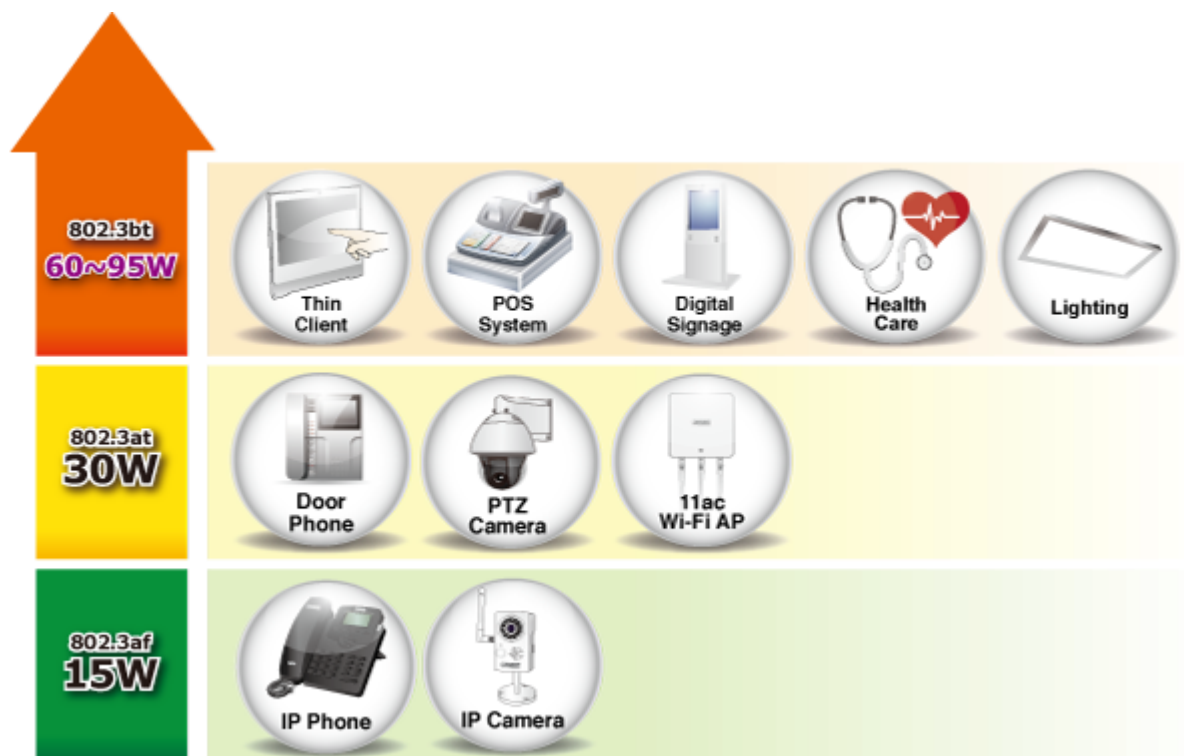 802.3bt
60~95W
Thin
Client
POS
System
Digital
Signage
Health
Care
Lighting
802.3at
30W
Door
Phone
PTZ
Camera
11ac
Wi-Fi AP
802.3af
15W
IP Phone
IP Camera